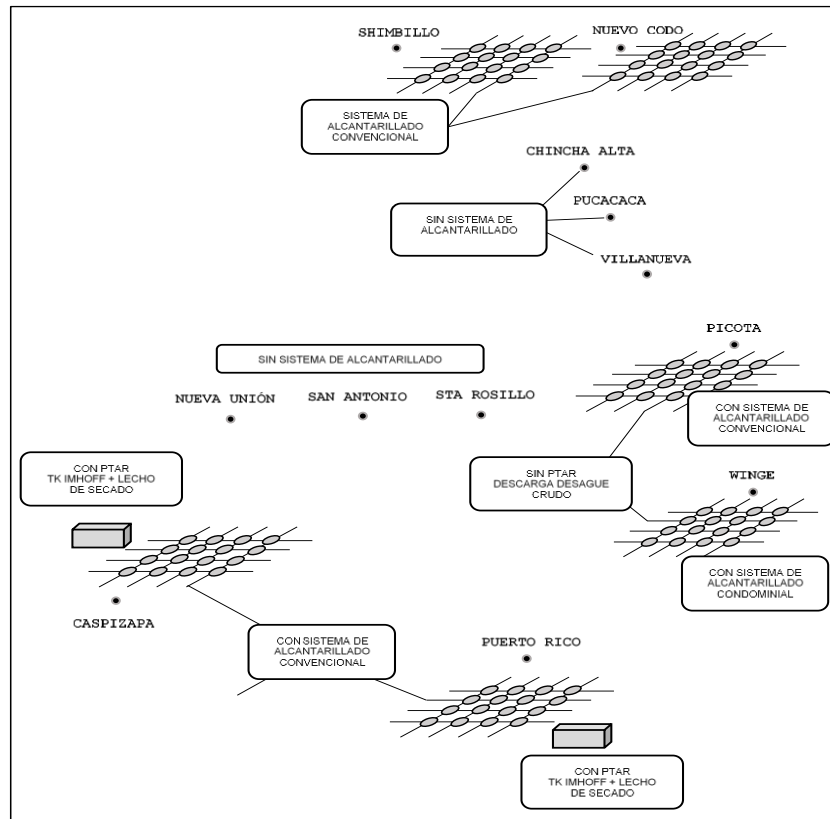 SHIMBILLO
NUEVO CODO
SISTEMA DE
ALCANTARILLADO
CONVENCIONAL
CHINCHA ALTA
PUCACACA
SIN SISTEMA DE
ALCANTARILLADO
VILLANUEVA
PICOTA
SIN SISTEMA DE ALCANTARILLADO
NUEVA UNIÓN
SAN ANTONIO
STA ROSILLO
CON SISTEMA DE
ALCANTARILLADO
CONVENCIONAL
CON PTAR
TK IMHOFF + LECHO
DE SECADO
SIN PTAR
DESCARGA DESAGUE
CRUDO
WINGE
CON SISTEMA DE
ALCANTARILLADO
CONDOMINIAL
CASPIZAPA
CON SISTEMA DE
ALCANTARILLADO
CONVENCIONAL
PUERTO RICO
CON PTAR
TK IMHOFF + LECHO
DE SECADO